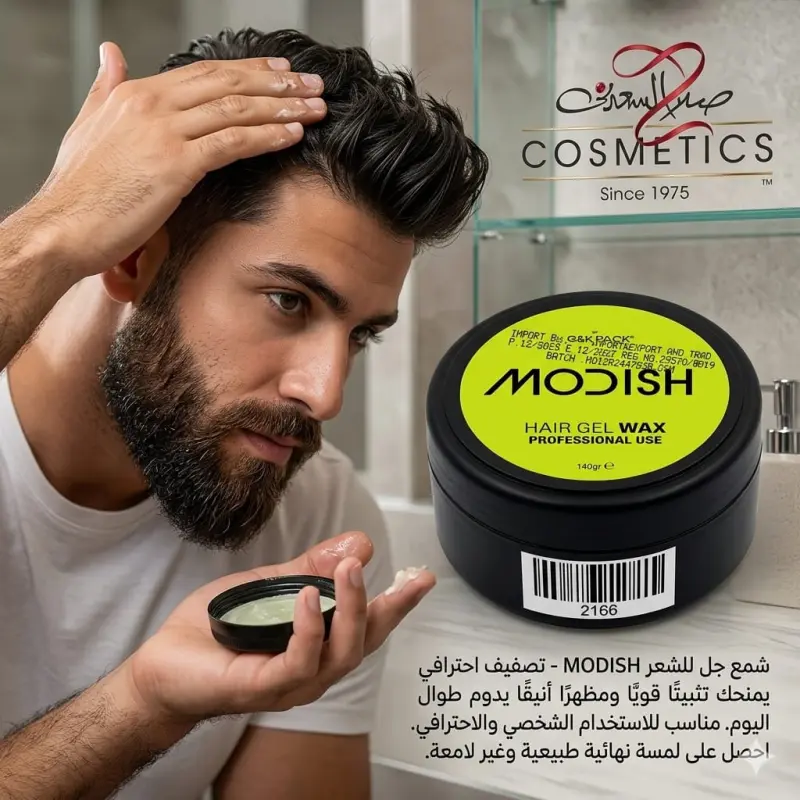 COSMETICS
Since 1975
TM
IMPORT By G&K PACK
MODISH
HAIR GEL WAX
PROFESSIONAL USE
140gr ℮
2166
شمع جل للشعر MODISH - تصفيف احترافي
يمنحك تثبيتًا قويًا ومظهرًا أنيقًا يدوم طوال
اليوم. مناسب للاستخدام الشخصي والاحترافي.
احصل على لمسة نهائية طبيعية وغير لامعة.